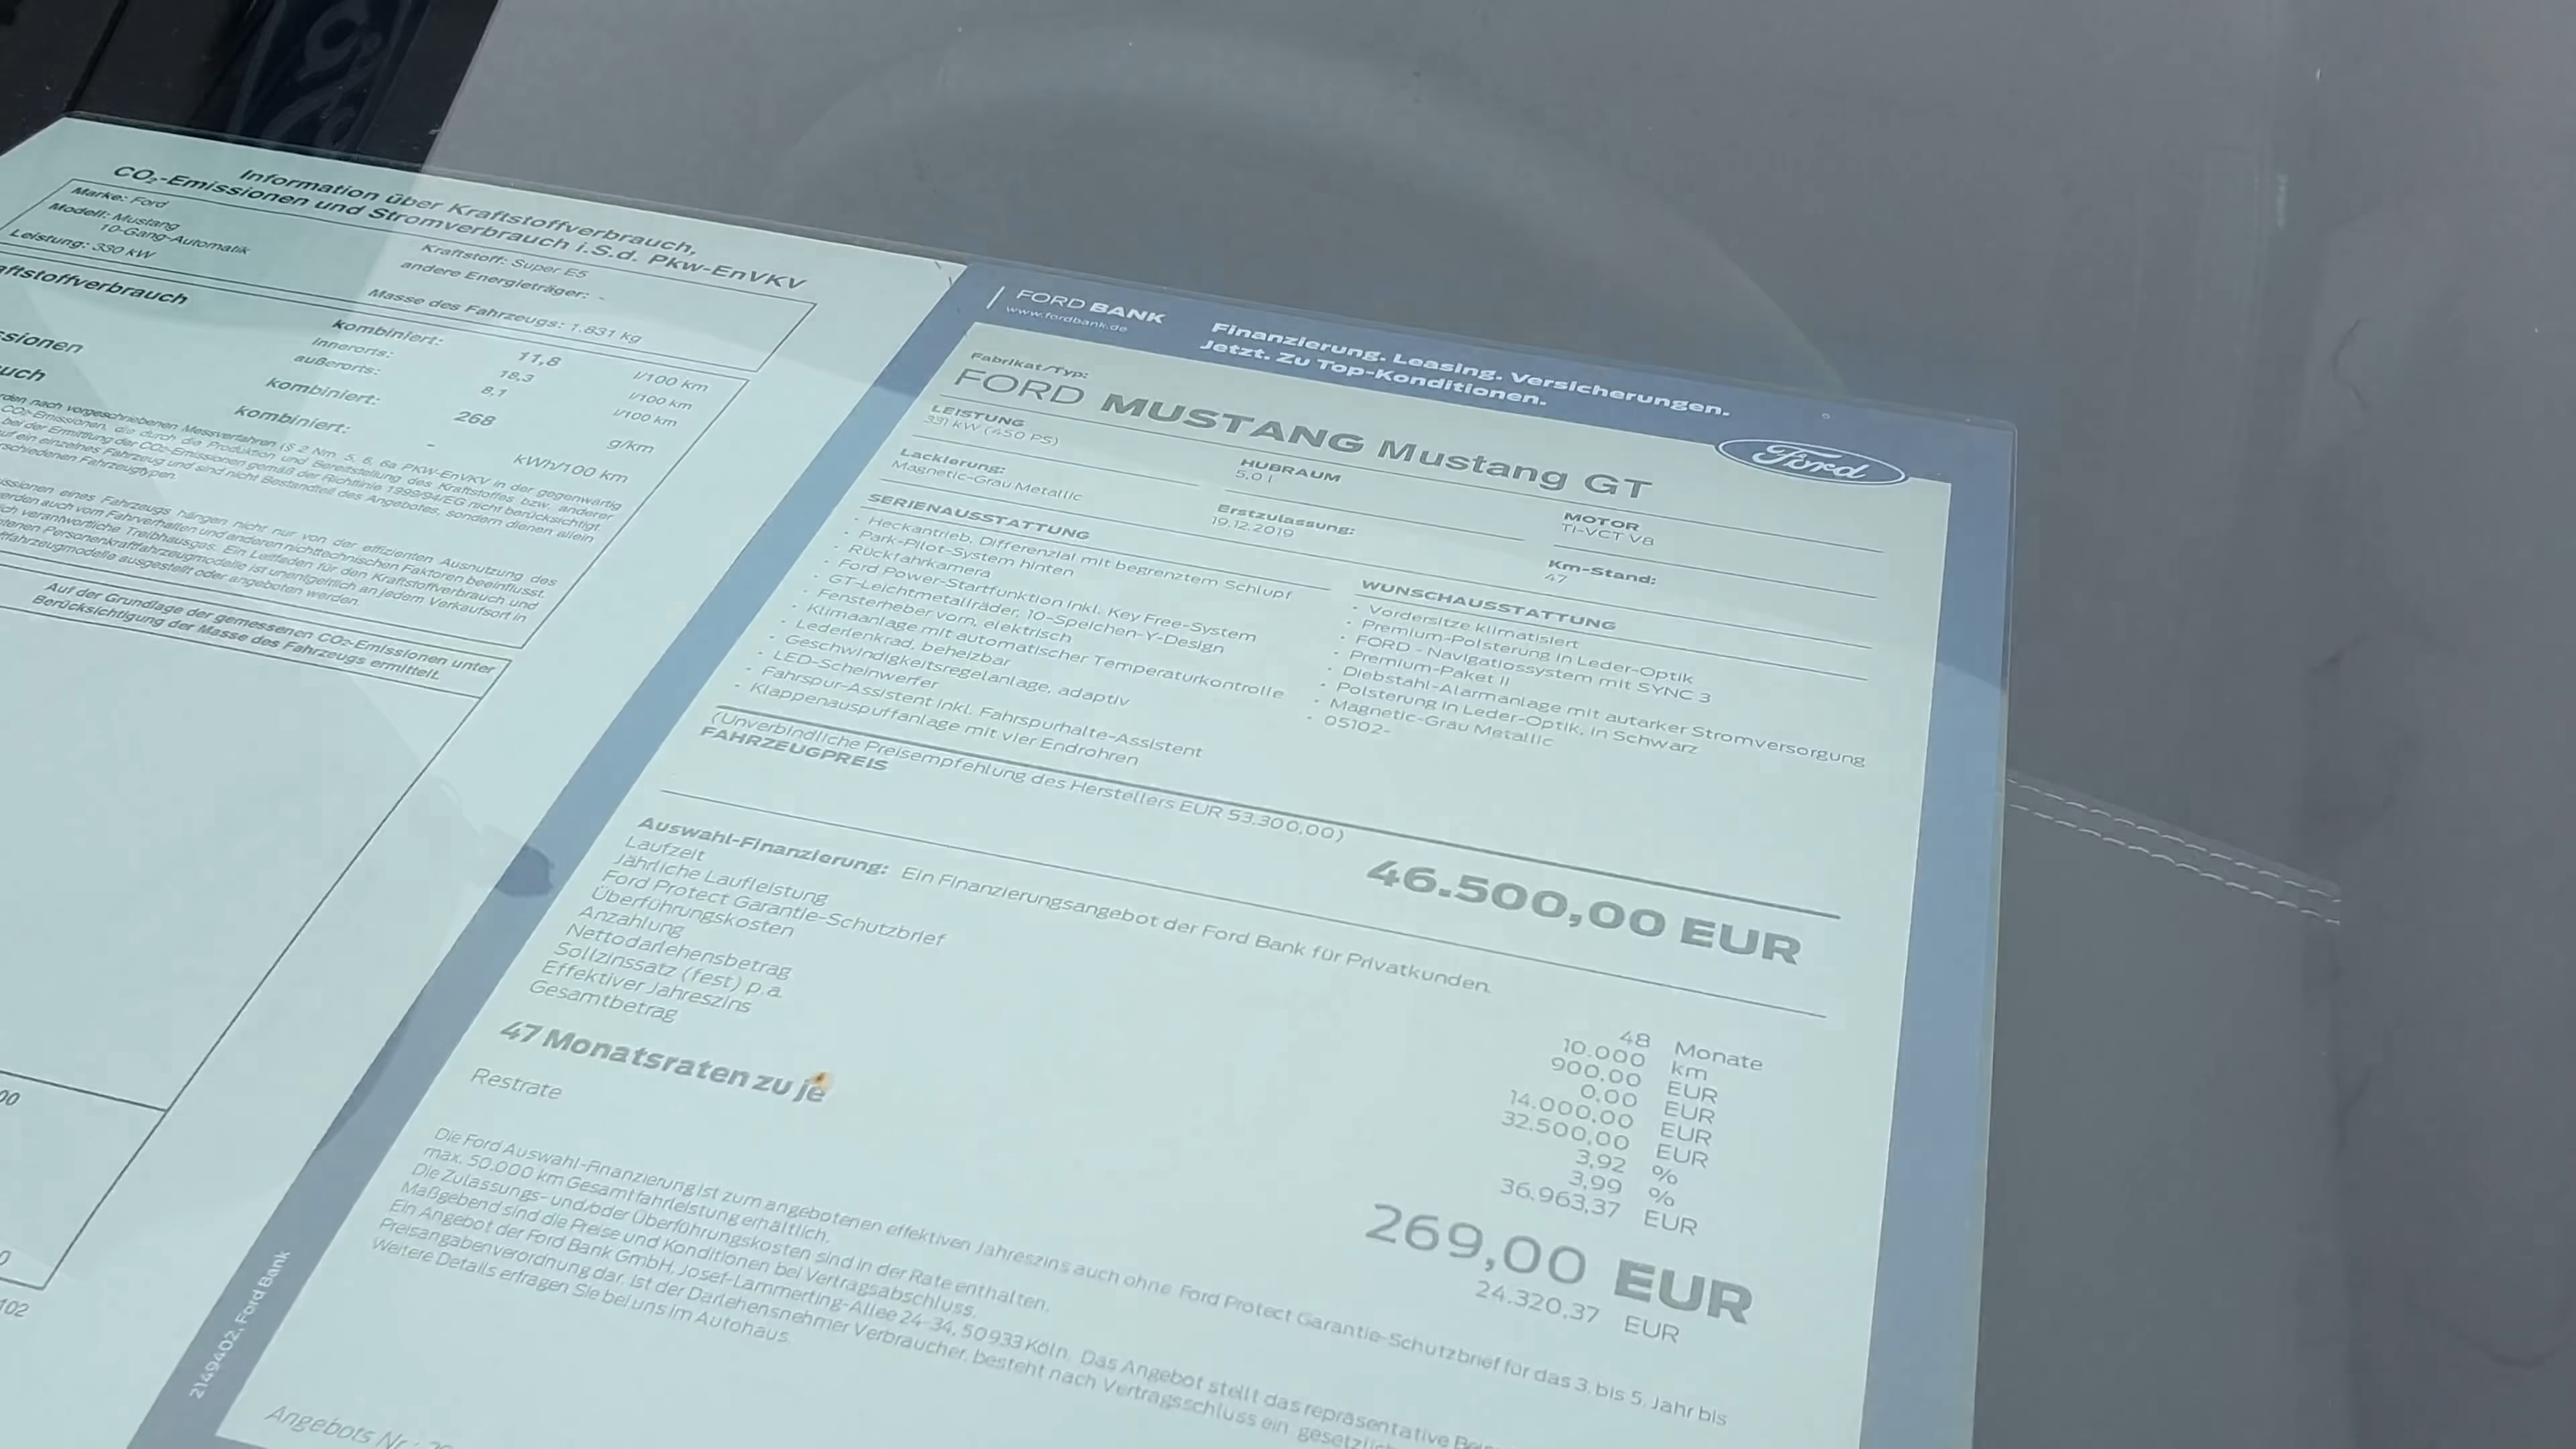 Information über Kraftstoffverbrauch,
CO₂-Emissionen und Stromverbrauch i.S.d. Pkw-EnVKV
Marke: Ford
Modell: Mustang
10-Gang-Automatik
Leistung: 330 kW
Kraftstoff: Super E5
andere Energieträger: -
Masse des Fahrzeugs: 1.831 kg
kombiniert: 11,8 l/100 km
innerorts: 18,3 l/100 km
außerorts: 8,1 l/100 km
kombiniert: 268 g/km
kombiniert: - kWh/100 km
Auf der Grundlage der gemessenen CO₂-Emissionen unter
Berücksichtigung der Masse des Fahrzeugs ermittelt.
FORD BANK
www.fordbank.de
Finanzierung. Leasing. Versicherungen.
Jetzt. Zu Top-Konditionen.
Ford
Fabrikat/Typ:
FORD MUSTANG Mustang GT
LEISTUNG
331 kW (450 PS)
HUBRAUM
5,0 l
MOTOR
Ti-VCT V8
Lackierung:
Magnetic-Grau Metallic
Erstzulassung:
19.12.2019
Km-Stand:
47
SERIENAUSSTATTUNG
- Heckantrieb, Differenzial mit begrenztem Schlupf
- Park-Pilot-System hinten
- Rückfahrkamera
- Ford Power-Startfunktion inkl. Key Free-System
- GT-Leichtmetallräder, 10-Speichen-Y-Design
- Fensterheber vorn, elektrisch
- Klimaanlage mit automatischer Temperaturkontrolle
- Lederlenkrad, beheizbar
- Geschwindigkeitsregelanlage, adaptiv
- LED-Scheinwerfer
- Fahrspur-Assistent inkl. Fahrspurhalte-Assistent
- Klappenauspuffanlage mit vier Endrohren
WUNSCHAUSSTATTUNG
- Vordersitze klimatisiert
- Premium-Polsterung in Leder-Optik
- FORD - Navigatiossystem mit SYNC 3
- Premium-Paket II
- Diebstahl-Alarmanlage mit autarker Stromversorgung
- Polsterung in Leder-Optik, in Schwarz
- Magnetic-Grau Metallic
- 05102-
(Unverbindliche Preisempfehlung des Herstellers EUR 53.300,00)
FAHRZEUGPREIS
46.500,00 EUR
Auswahl-Finanzierung: Ein Finanzierungsangebot der Ford Bank für Privatkunden.
Laufzeit 48 Monate
Jährliche Laufleistung 10.000 km
Ford Protect Garantie-Schutzbrief 900,00 EUR
Überführungskosten 0,00 EUR
Anzahlung 14.000,00 EUR
Nettodarlehensbetrag 32.500,00 EUR
Sollzinssatz (fest) p.a. 3,92 %
Effektiver Jahreszins 3,99 %
Gesamtbetrag 36.963,37 EUR
47 Monatsraten zu je 269,00 EUR
Restrate 24.320,37 EUR
Die Ford Auswahl-Finanzierung ist zum angebotenen effektiven Jahreszins auch ohne Ford Protect Garantie-Schutzbrief für das 3. bis 5. Jahr bis
max. 50.000 km Gesamtfahrleistung erhältlich.
Die Zulassungs- und/oder Überführungskosten sind in der Rate enthalten.
Maßgebend sind die Preise und Konditionen bei Vertragsabschluss.
Ein Angebot der Ford Bank GmbH, Josef-Lammerting-Allee 24-34, 50933 Köln. Das Angebot stellt das repräsentative
Preisangabenverordnung dar. Ist der Darlehensnehmer Verbraucher, besteht nach Vertragsschluss ein
Weitere Details erfragen Sie bei uns im Autohaus.
2149402, Ford Bank
Angebots Nr.: